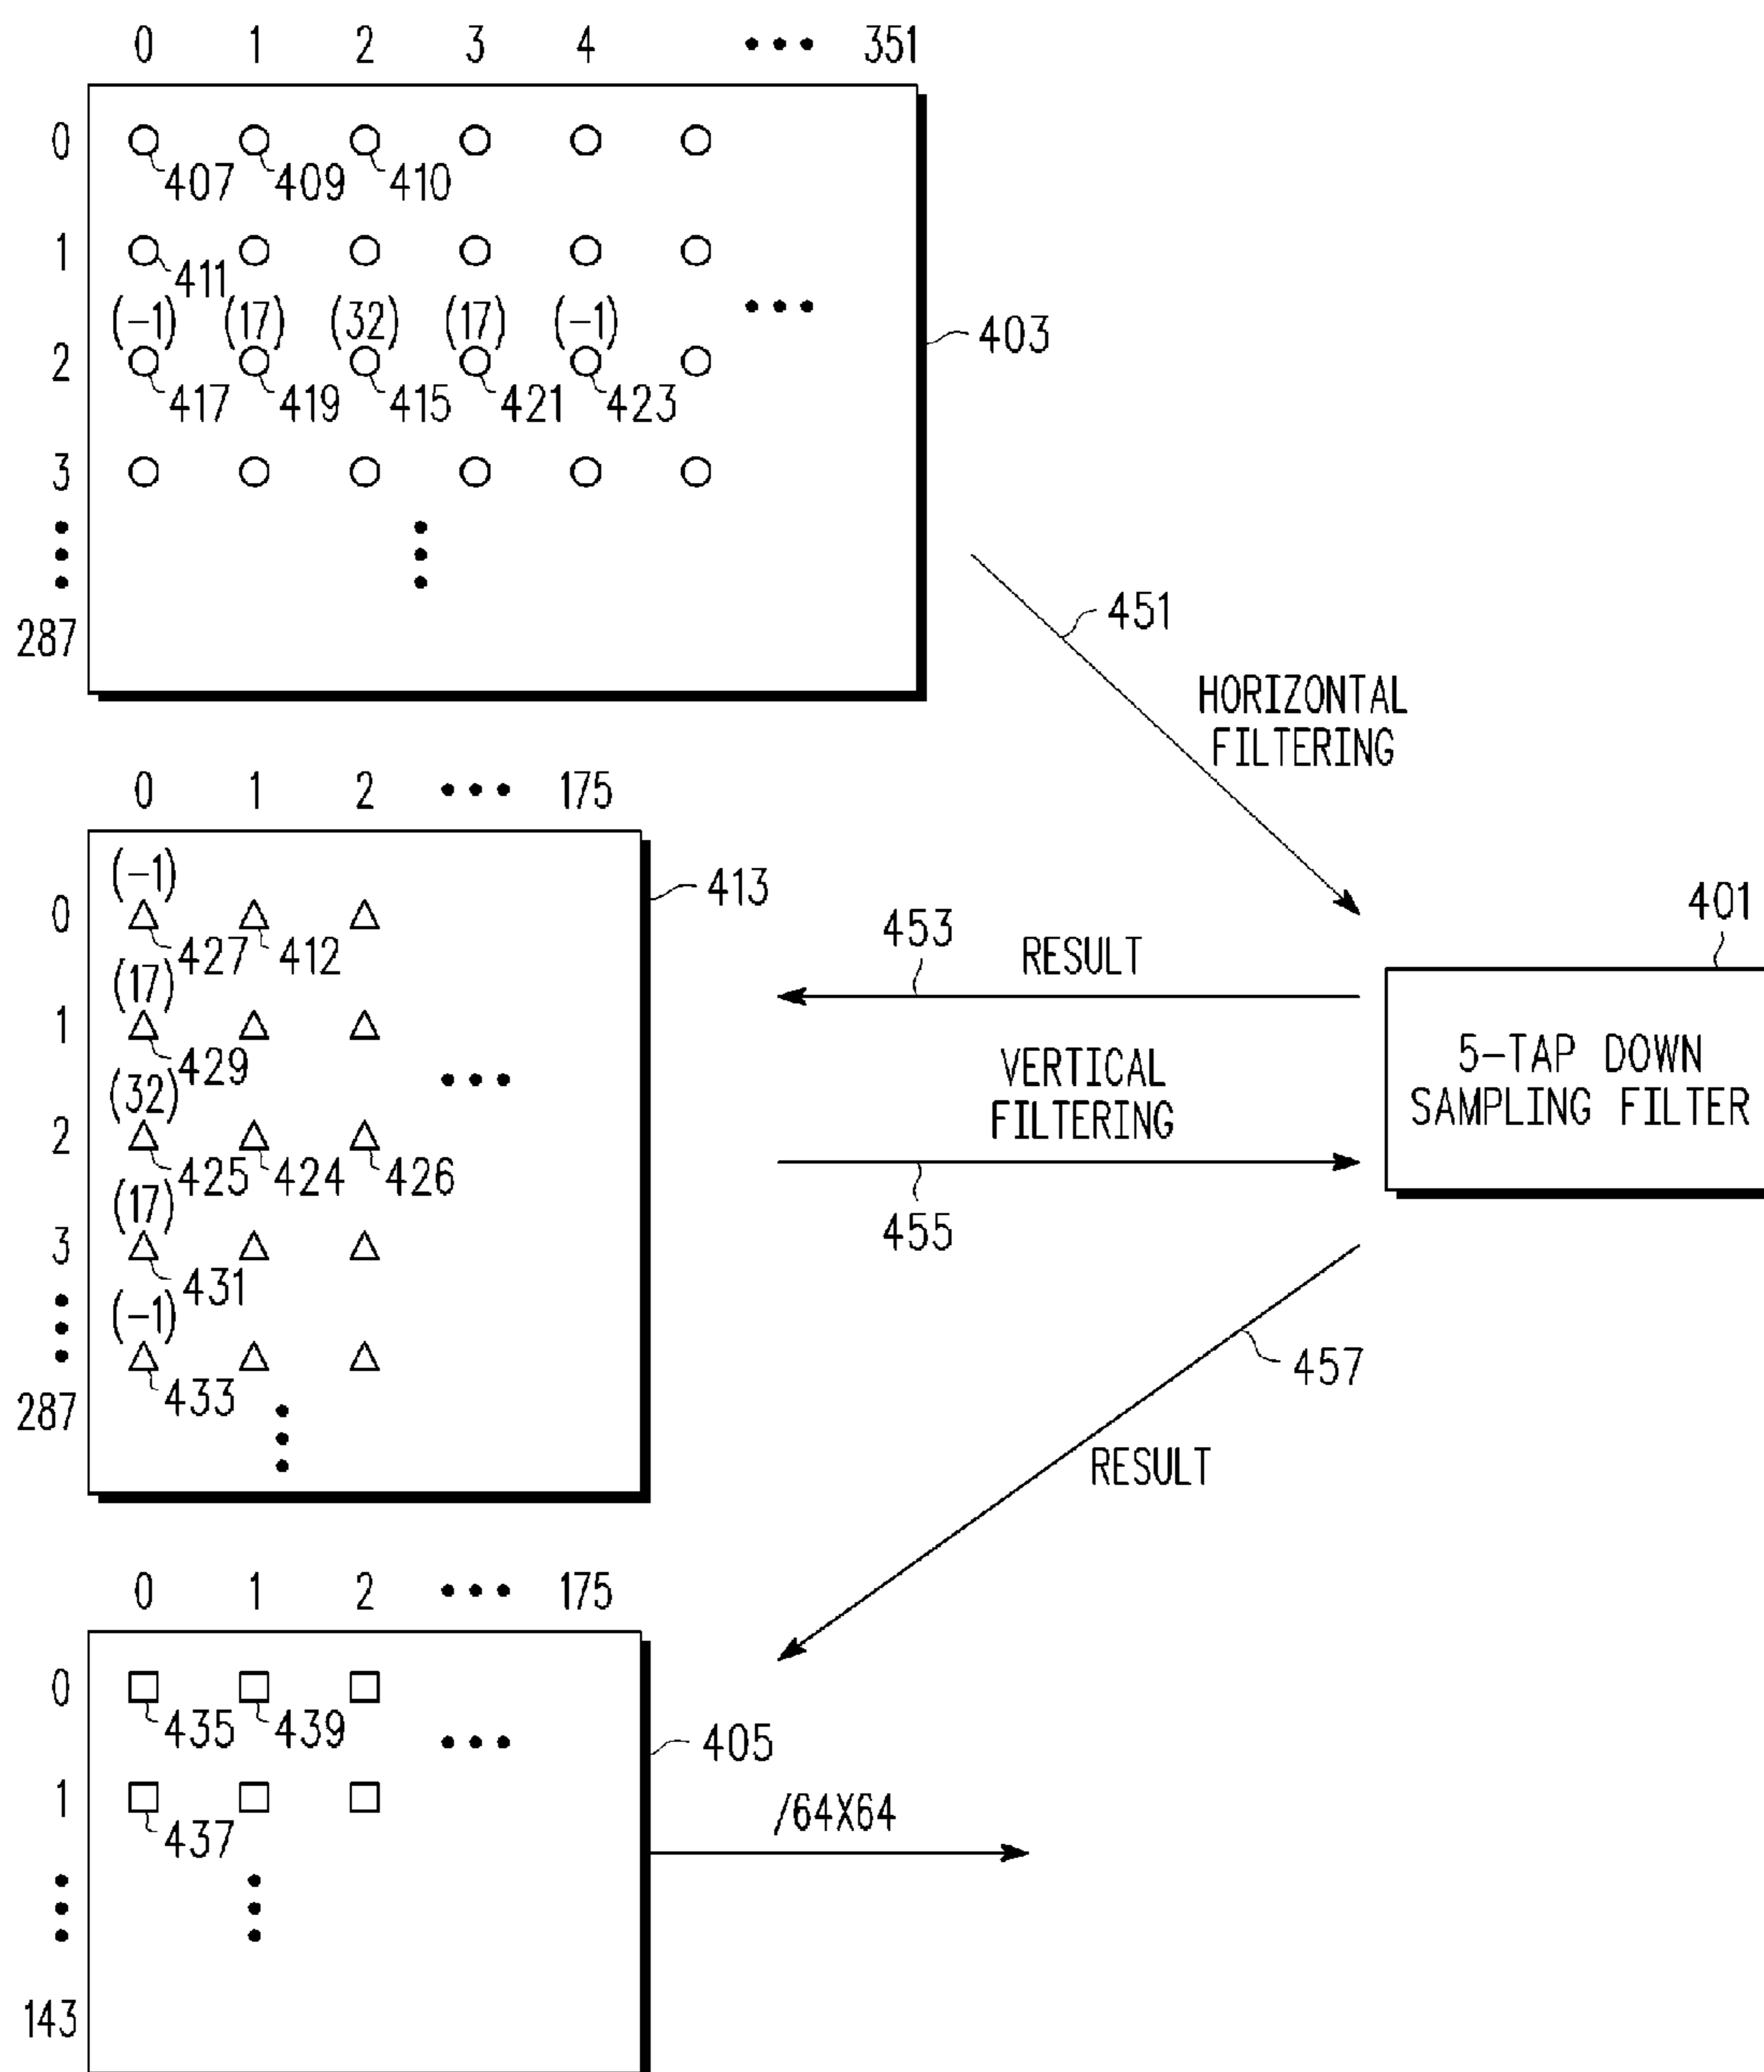 0 1 2 3 4 ••• 351
0
407 409 410
1
411
(-1) (17) (32) (17) (-1)
•••
403
2
417 419 415 421 423
3
287
451
HORIZONTAL
FILTERING
0 1 2 ••• 175
(-1)
413
0
427 412
(17)
1
429
•••
(32)
2
425 424 426
(17)
3
431
(-1)
433
287
453
RESULT
VERTICAL
FILTERING
455
401
5-TAP DOWN
SAMPLING FILTER
457
RESULT
0 1 2 ••• 175
0
435 439
•••
405
1
437
/64X64
143